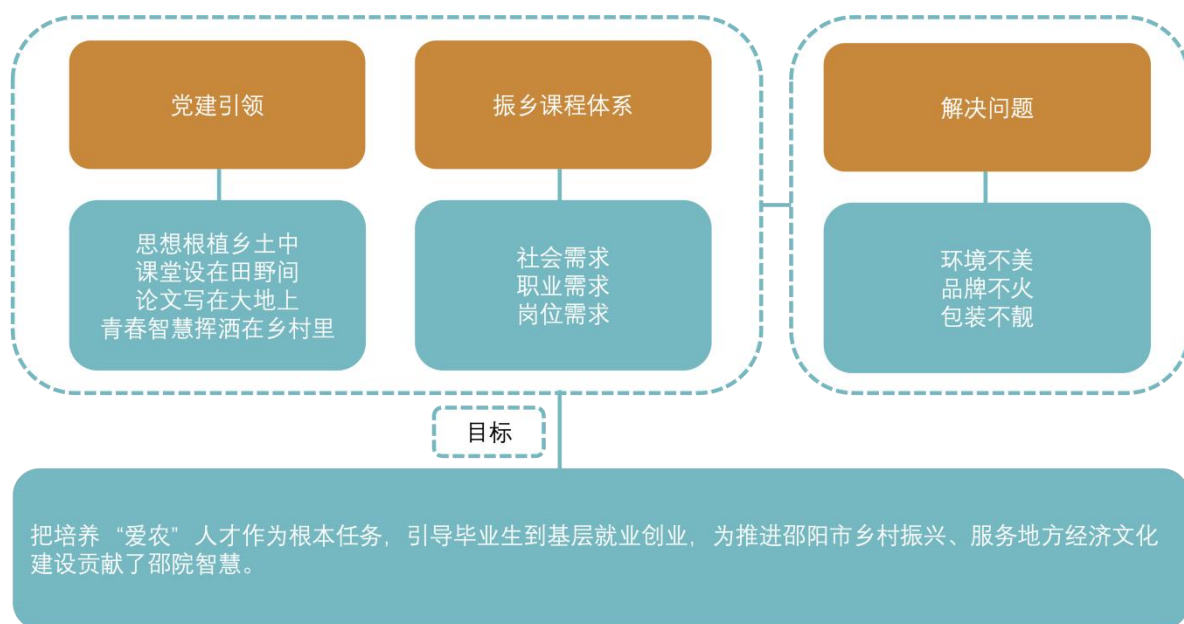 党建引领
振乡课程体系
解决问题
思想根植乡土中
课堂设在田野间
论文写在大地上
青春智慧挥洒在乡村里
社会需求
职业需求
岗位需求
环境不美
品牌不火
包装不靓
目标
把培养“爱农”人才作为根本任务，引导毕业生到基层就业创业，为推进邵阳市乡村振兴、服务地方经济文化
建设贡献了邵院智慧。